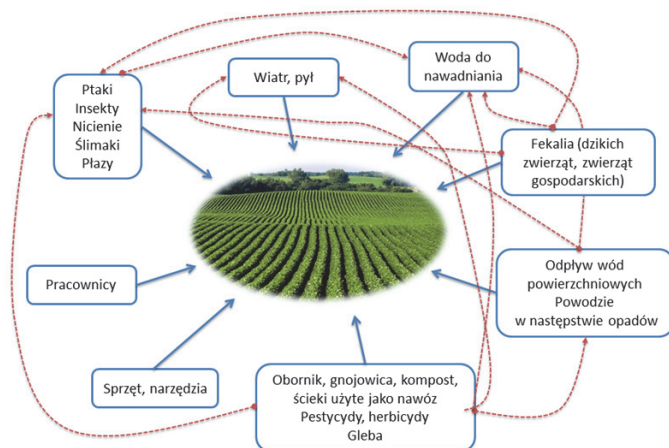 Ptaki
Insekty
Nicienie
Ślimaki
Płazy
Wiatr, pył
Woda do
nawadniania
Fekalia (dzikich
zwierząt, zwierząt
gospodarskich)
Pracownicy
Odpływ wód
powierzchniowych
Powodzie
w następstwie opadów
Sprzęt, narzędzia
Obornik, gnojowica, kompost,
ścieki użyte jako nawóz
Pestycydy, herbicydy
Gleba